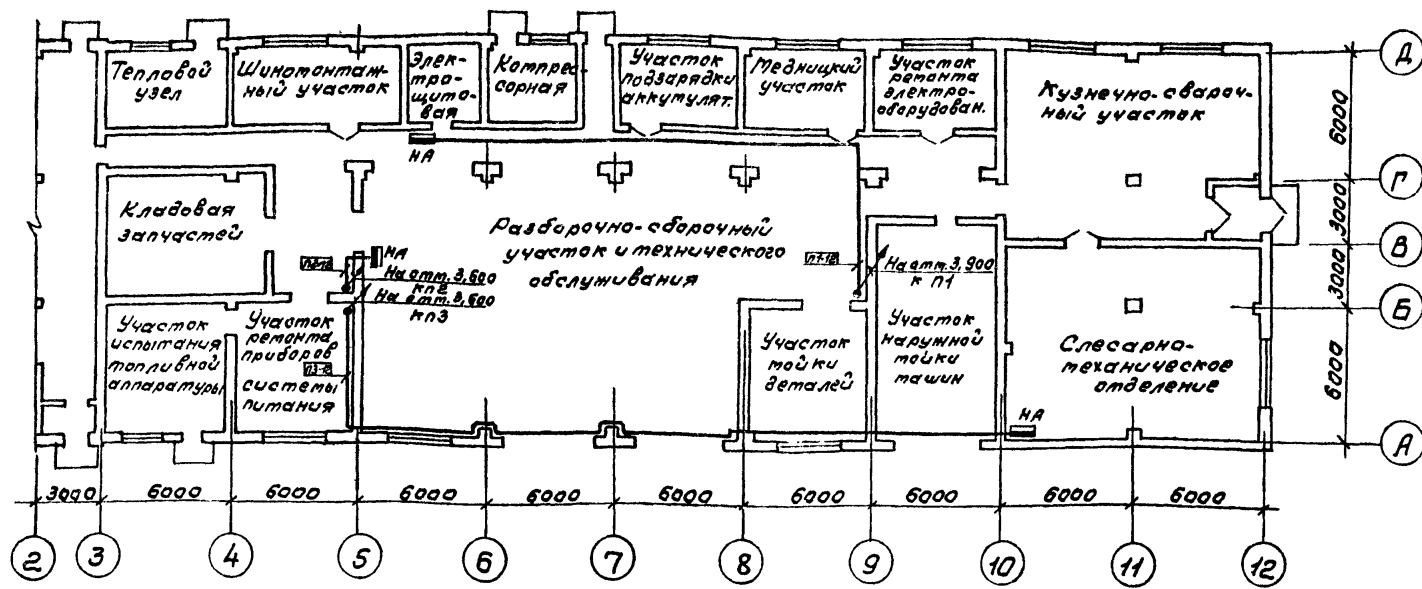 Тепловой
узел
Шиномонтаж-
ный участок
Элек-
тро-
щито-
вая
Компрес-
сорная
Участок
подзарядки
аккумулят.
Медницкий
участок
Участок
ремонта
электро-
оборудован.
Кузнечно-свароч-
ный участок
Д
6000
НА
Г
Кладовая
запчастей
Разборочно-сборочный
участок и технического
обслуживания
3000
В
НА
На отм. 3,600
к п2
На отм. 3,600
к п3
На отм. 3,900
к П1
3000
Б
Участок
испытания
топливной
аппаратуры
Участок
ремонта
приборов
системы
питания
Участок
мойки
деталей
Участок
наружной
мойки
машин
Слесарно-
механическое
отделение
6000
НА
А
3000 6000 6000 6000 6000 6000 6000 6000 6000 6000
2 3 4 5 6 7 8 9 10 11 12